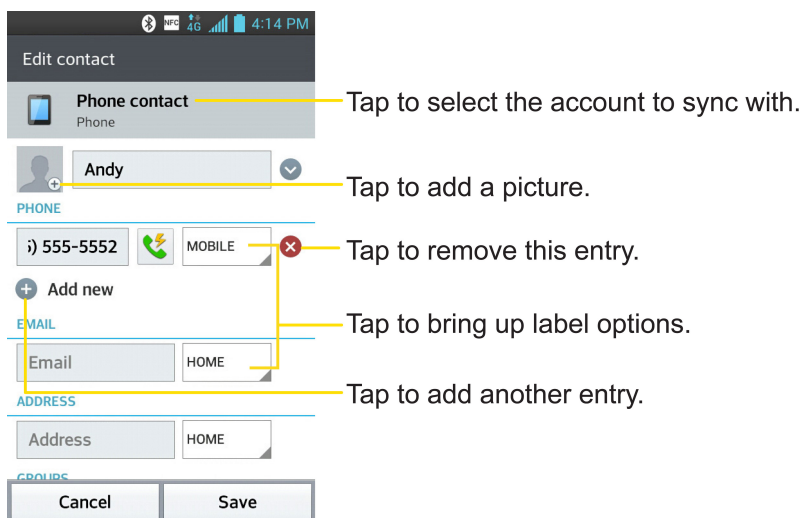 NFC 4G 4:14 PM
Edit contact
Phone contact
Phone
Tap to select the account to sync with.
Andy
Tap to add a picture.
PHONE
) 555-5552 MOBILE
Tap to remove this entry.
Add new
Tap to bring up label options.
EMAIL
Email HOME
Tap to add another entry.
ADDRESS
Address HOME
GROUPS
Cancel Save